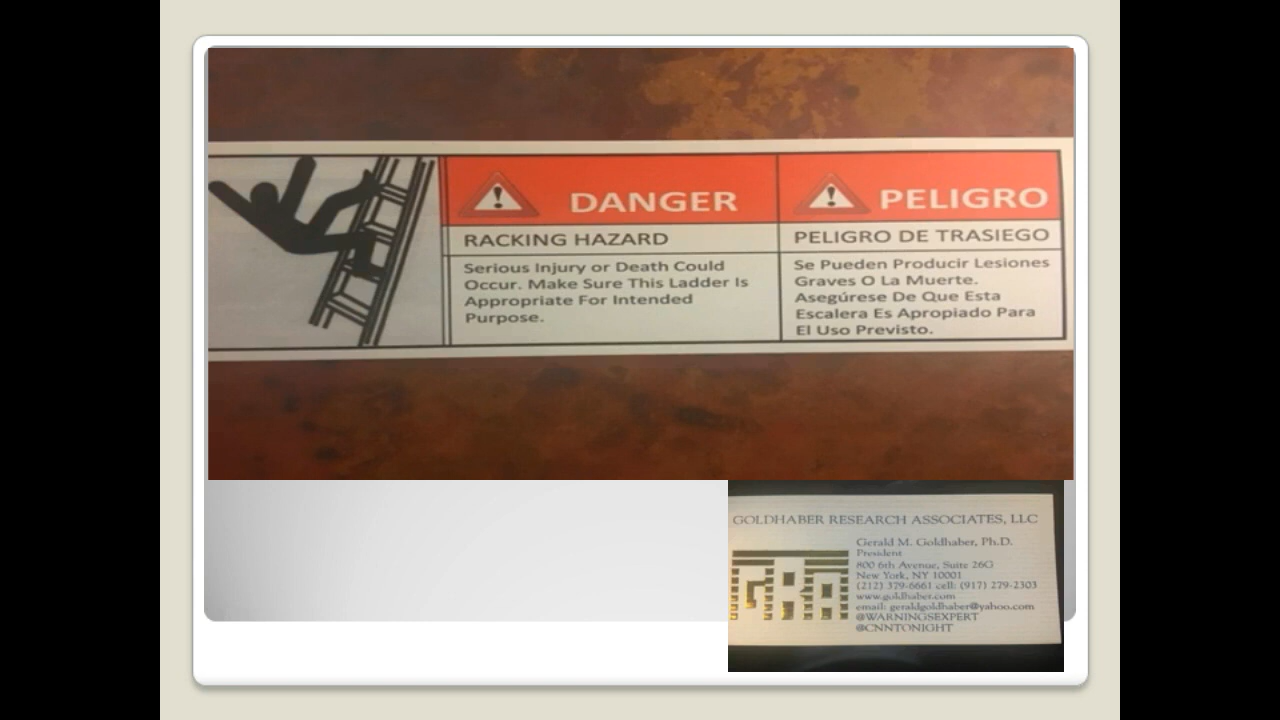 DANGER
RACKING HAZARD
Serious Injury or Death Could
Occur. Make Sure This Ladder Is
Appropriate For Intended
Purpose.
PELIGRO
PELIGRO DE TRASIEGO
Se Pueden Producir Lesiones
Graves O La Muerte.
Asegúrese De Que Esta
Escalera Es Apropiado Para
El Uso Previsto.
GOLDHABER RESEARCH ASSOCIATES, LLC
GRA
Gerald M. Goldhaber, Ph.D.
President
800 6th Avenue, Suite 26G
New York, NY 10001
(212) 379-6661 cell: (917) 279-2303
www.goldhaber.com
email: geraldgoldhaber@yahoo.com
@WARNINGSEXPERT
@CNNTONIGHT